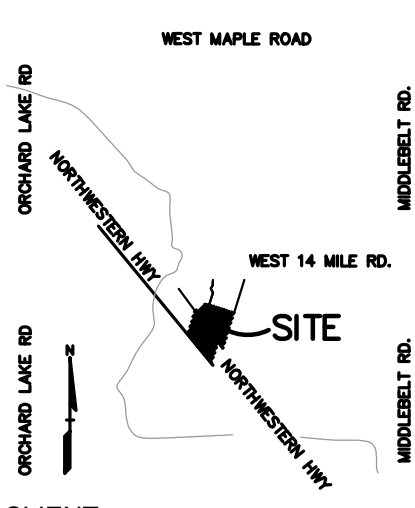 WEST MAPLE ROAD
ORCHARD LAKE RD
MIDDLEBELT RD.
NORTHWESTERN HWY
WEST 14 MILE RD.
SITE
ORCHARD LAKE RD
N
NORTHWESTERN HWY
MIDDLEBELT RD.